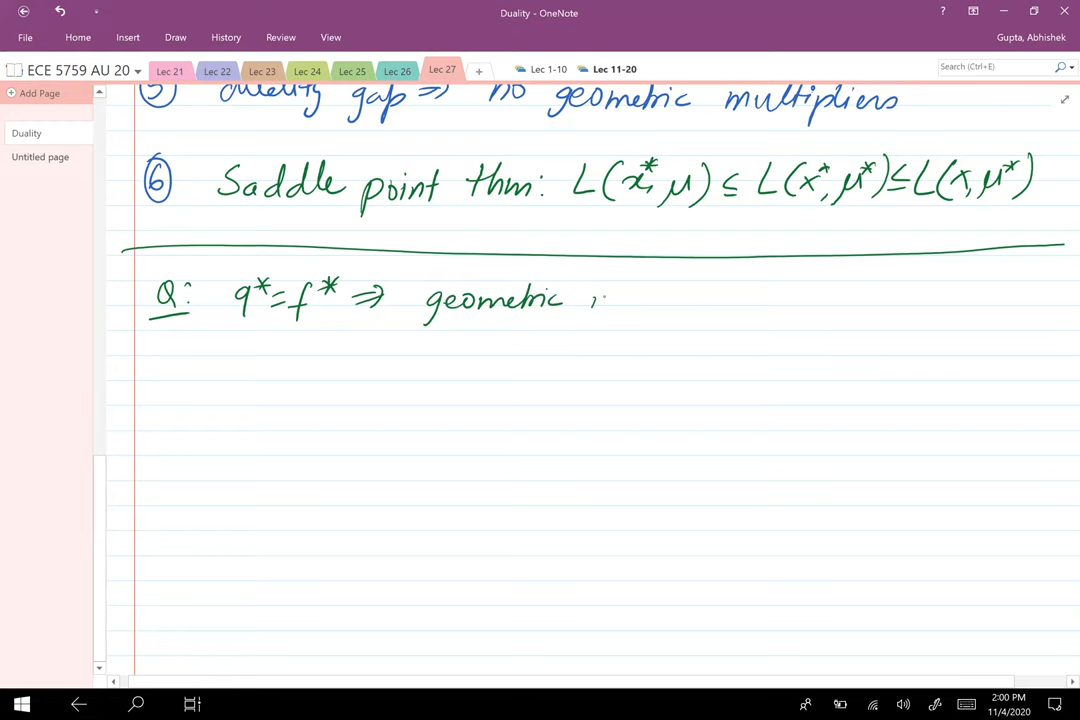 Duality - OneNote
File Home Insert Draw History Review View Gupta, Abhishek
ECE 5759 AU 20 Lec 21 Lec 22 Lec 23 Lec 24 Lec 25 Lec 26 Lec 27 + Lec 1-10 Lec 11-20 Search (Ctrl+E)
Add Page
Duality
Untitled page
⑤ duality gap ⇒ no geometric multipliers
⑥ Saddle point thm: L(x*, μ) ≤ L(x*, μ*) ≤ L(x, μ*)
Q: q* = f* ⇒ geometric
2:00 PM
11/4/2020